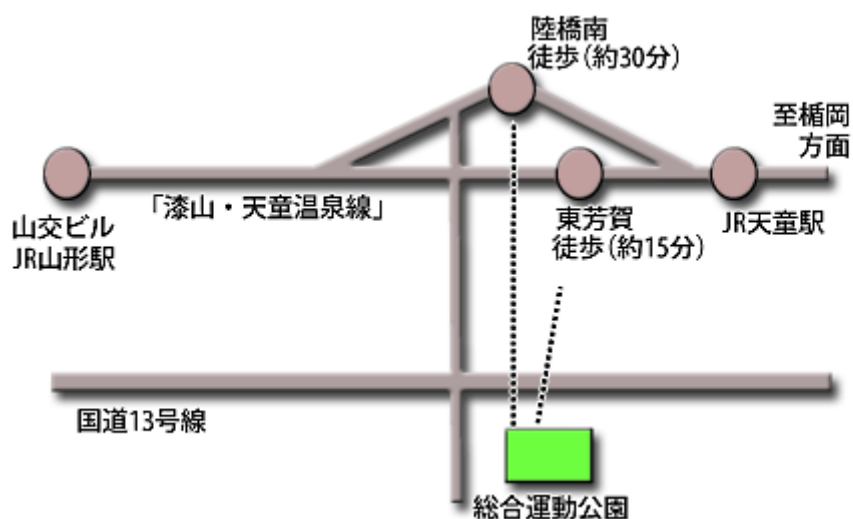 陸橋南
徒歩(約30分)
至楯岡
方面
「漆山・天童温泉線」
山交ビル
JR山形駅
東芳賀
徒歩(約15分)
JR天童駅
国道13号線
総合運動公園